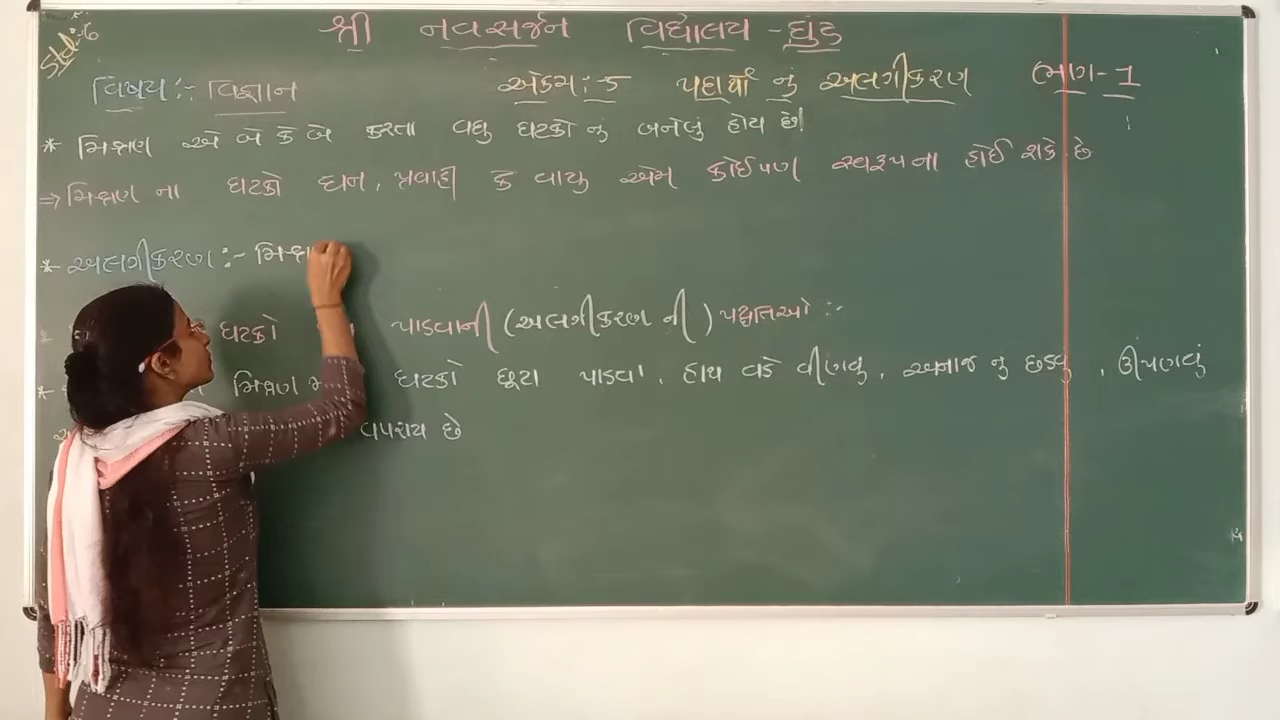 Std:-6
શ્રી નવસર્જન વિદ્યાલય - ઘુંડ
વિષય:- વિજ્ઞાન
એકમ:- 5 પદાર્થો નું અલગીકરણ
ભાગ-1
* મિશ્રણ એ બે કે બે કરતા વધુ ઘટકો નું બનેલું હોય છે!
⇒ મિશ્રણ ના ઘટકો ઘન, પ્રવાહી કે વાયુ એમ કોઈપણ સ્વરૂપ ના હોઈ શકે છે
* અલગીકરણ:- મિશ્ર
ઘટકો પાડવાની (અલગીકરણ ની) પદ્ધતિઓ:-
* મિશ્રણ ઘટકો છૂટા પાડવા, હાથ વડે વીણવું, અનાજ નું છડવું, ઊપણવું
વપરાય છે